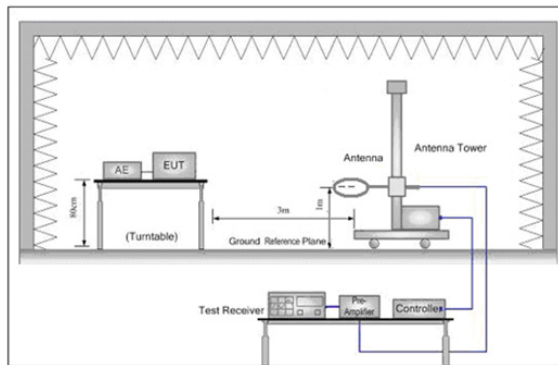 AE
EUT
Antenna
Antenna Tower
80cm
3m
1m
(Turntable)
Ground Reference Plane
Test Receiver
Pre-
Amplifier
Controller